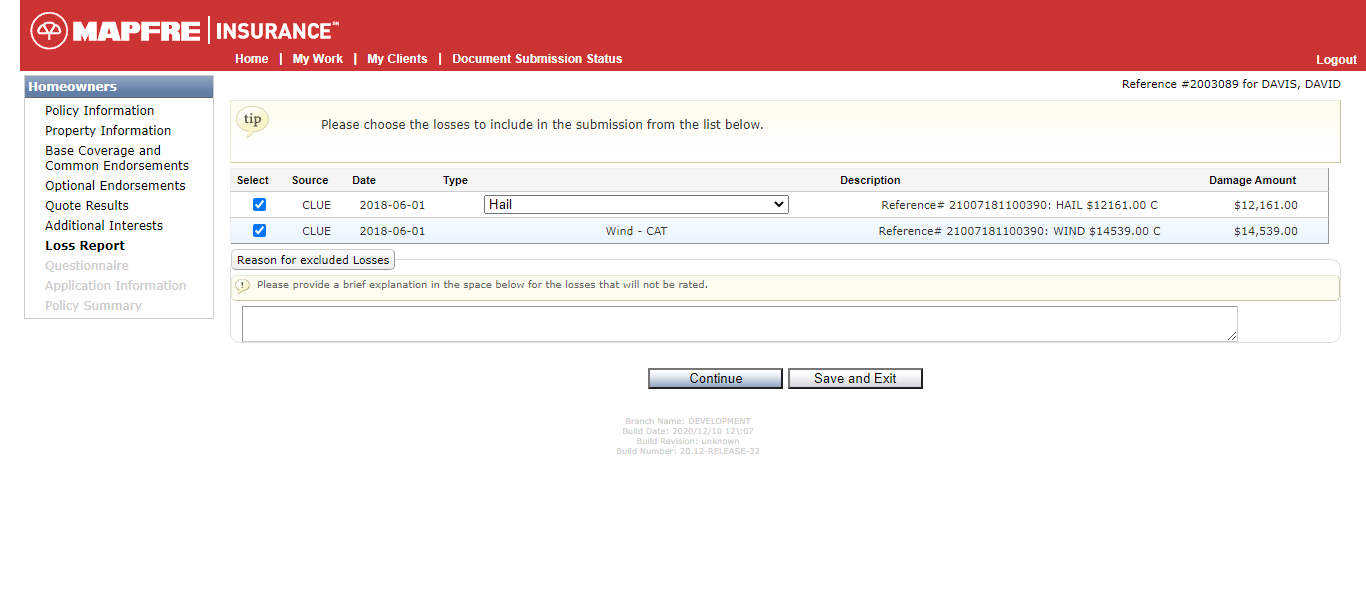 MAPFRE | INSURANCE℠
Home | My Work | My Clients | Document Submission Status
Logout
Homeowners
Policy Information
Property Information
Base Coverage and
Common Endorsements
Optional Endorsements
Quote Results
Additional Interests
Loss Report
Questionnaire
Application Information
Policy Summary
Reference #2003089 for DAVIS, DAVID
tip
Please choose the losses to include in the submission from the list below.
Select Source Date Type Description Damage Amount
CLUE 2018-06-01 Hail Reference# 21007181100390: HAIL $12161.00 C $12,161.00
CLUE 2018-06-01 Wind - CAT Reference# 21007181100390: WIND $14539.00 C $14,539.00
Reason for excluded Losses
! Please provide a brief explanation in the space below for the losses that will not be rated.
Continue Save and Exit
Branch Name: DEVELOPMENT
Build Date: 2020/12/10 12\:07
Build Revision: unknown
Build Number: 20.12-RELEASE-32